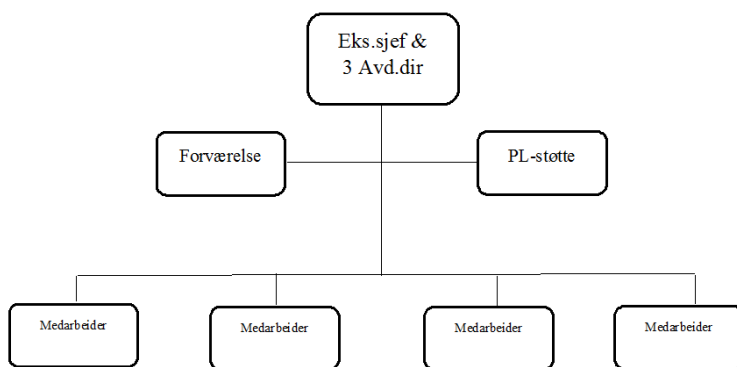 Eks.sjef &
3 Avd.dir
Forværelse
PL-støtte
Medarbeider
Medarbeider
Medarbeider
Medarbeider